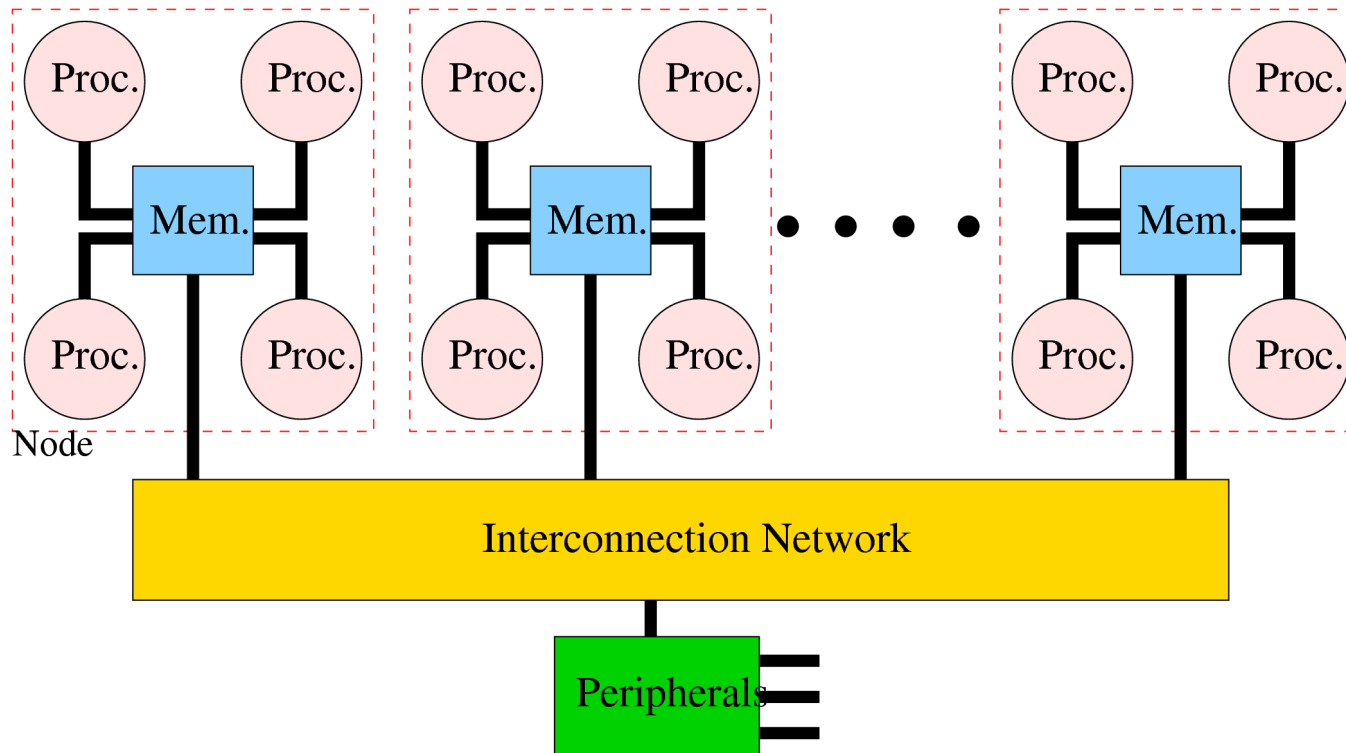 Proc. Proc. Proc. Proc. Proc. Proc.
Mem. Mem. Mem.
Proc. Proc. Proc. Proc. Proc. Proc.
Node
Interconnection Network
Peripherals